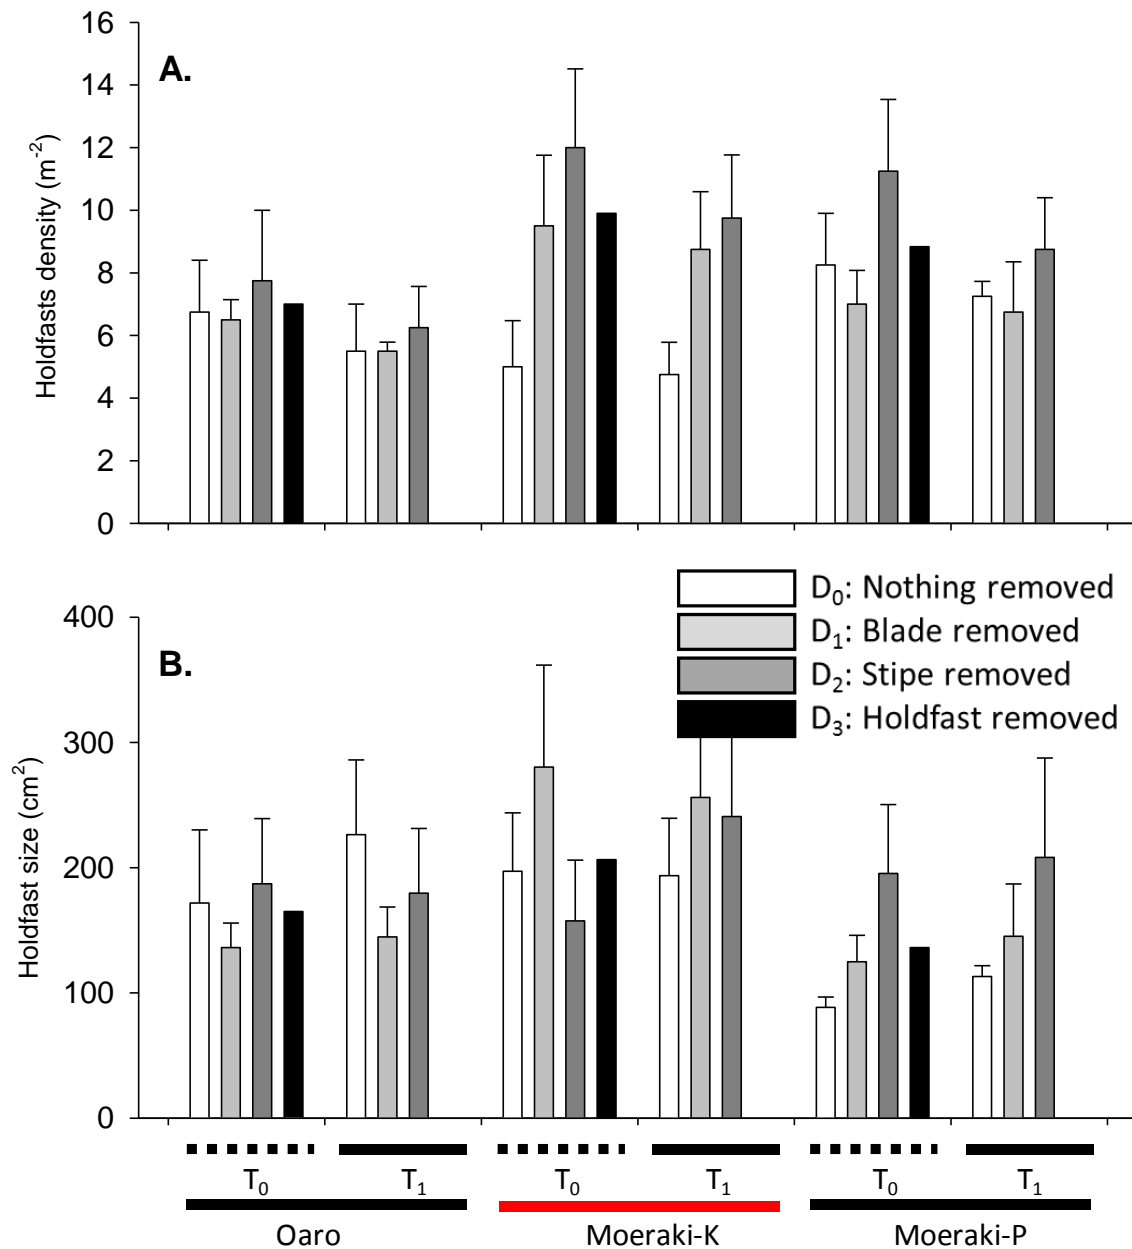 A.
Holdfasts density (m⁻²)
16
14
12
10
8
6
4
2
0
D₀: Nothing removed
D₁: Blade removed
D₂: Stipe removed
D₃: Holdfast removed
B.
Holdfast size (cm²)
400
300
200
100
0
T₀ T₁ T₀ T₁ T₀ T₁
Oaro Moeraki-K Moeraki-P